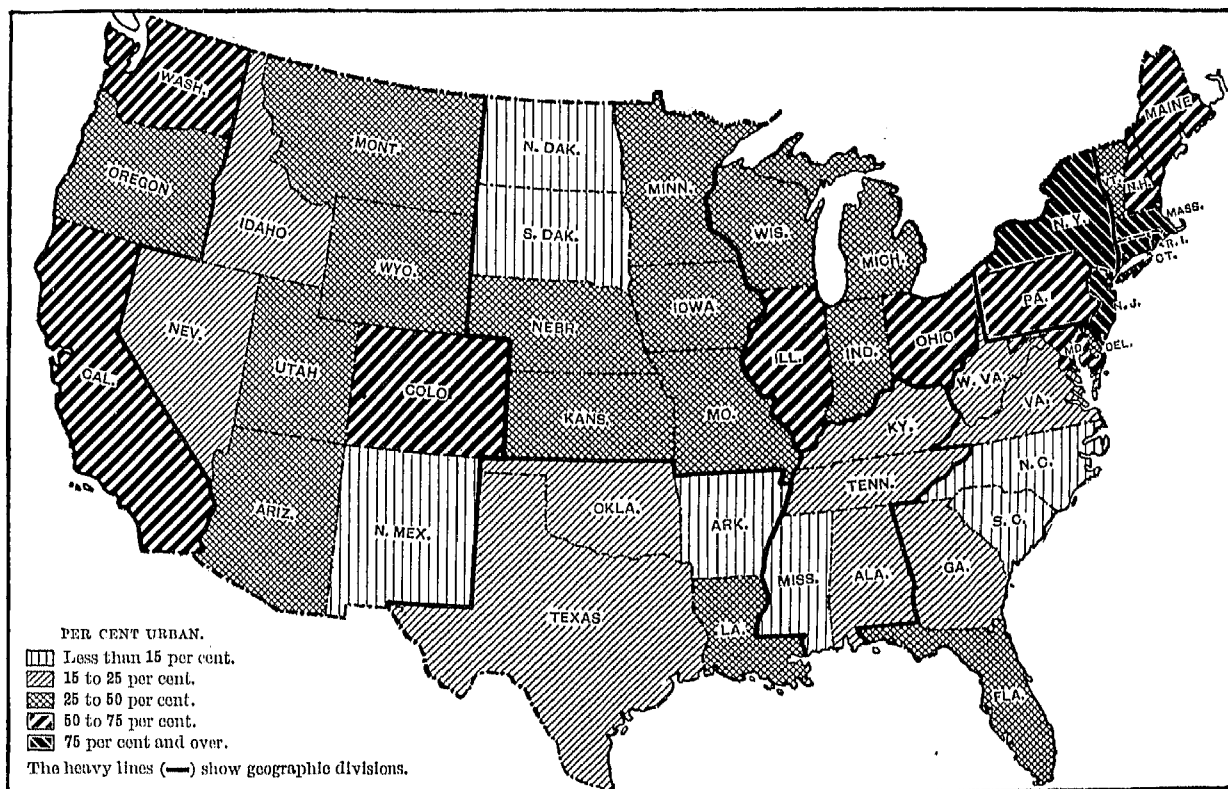 WASH.
MONT.
N. DAK.
MINN.
MAINE
OREGON
IDAHO
S. DAK.
WIS.
MICH.
VT.
N.H.
N.Y.
MASS.
R. I.
CT.
WYO.
IOWA
PA.
N. J.
NEV.
NEBR.
OHIO
MD.
DEL.
CAL.
UTAH
COLO.
KANS.
MO.
ILL.
IND.
W. VA.
VA.
KY.
ARIZ.
N. MEX.
OKLA.
ARK.
TENN.
N. C.
S. C.
TEXAS
MISS.
ALA.
GA.
LA.
FLA.
PER CENT URBAN.
Less than 15 per cent.
15 to 25 per cent.
25 to 50 per cent.
50 to 75 per cent.
75 per cent and over.
The heavy lines (—) show geographic divisions.